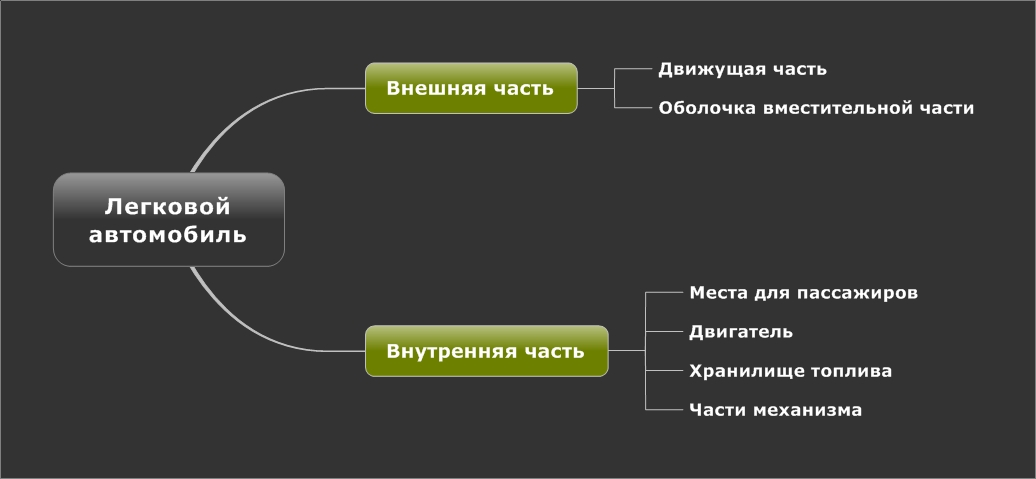 Легковой
автомобиль
Внешняя часть
Движущая часть
Оболочка вместительной части
Внутренняя часть
Места для пассажиров
Двигатель
Хранилище топлива
Части механизма